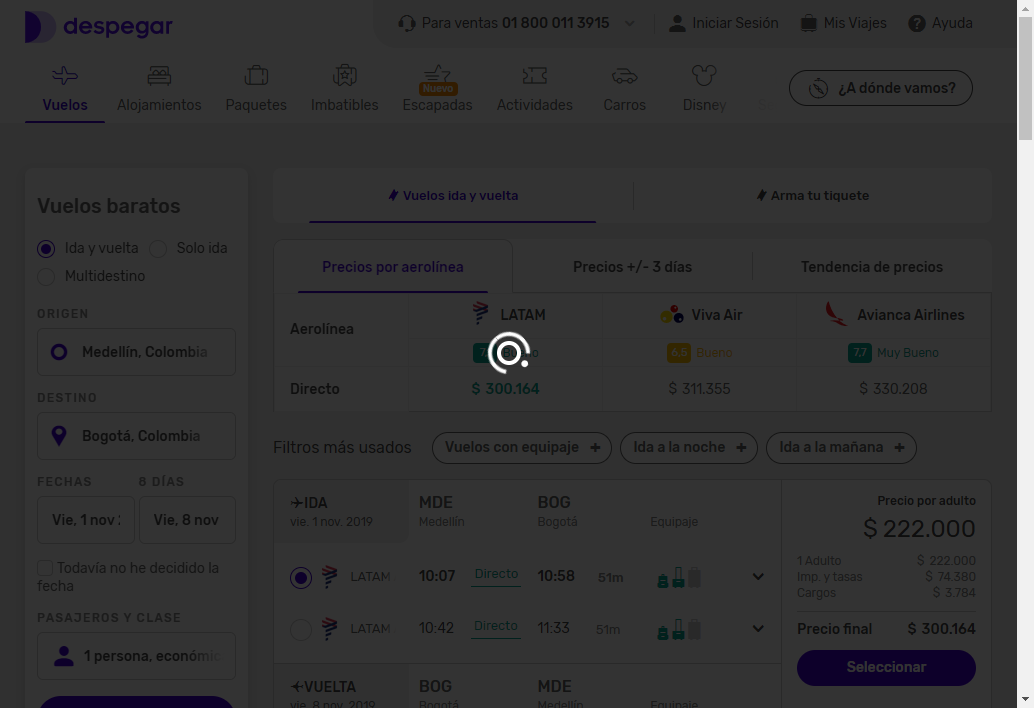 despegar
Para ventas 01 800 011 3915
Iniciar Sesión
Mis Viajes
Ayuda
Vuelos
Alojamientos
Paquetes
Imbatibles
Nuevo
Escapadas
Actividades
Carros
Disney
¿A dónde vamos?
Vuelos baratos
Ida y vuelta
Solo ida
Multidestino
ORIGEN
Medellín, Colombia
DESTINO
Bogotá, Colombia
FECHAS
8 DÍAS
Vie, 1 nov
Vie, 8 nov
Todavía no he decidido la
fecha
PASAJEROS Y CLASE
1 persona, económic
Vuelos ida y vuelta
Arma tu tiquete
Precios por aerolínea
Precios +/- 3 días
Tendencia de precios
Aerolínea
LATAM
Viva Air
Avianca Airlines
6.5 Bueno
7.7 Muy Bueno
Directo
$ 300.164
$ 311.355
$ 330.208
Filtros más usados
Vuelos con equipaje +
Ida a la noche +
Ida a la mañana +
IDA
vie. 1 nov. 2019
MDE
Medellín
BOG
Bogotá
Equipaje
LATAM 10:07 Directo 10:58 51m
LATAM 10:42 Directo 11:33 51m
VUELTA
vie. 8 nov. 2019
BOG
Bogotá
MDE
Medellín
Equipaje
Precio por adulto
$ 222.000
1 Adulto $ 222.000
Imp. y tasas $ 74.380
Cargos $ 3.784
Precio final $ 300.164
Seleccionar